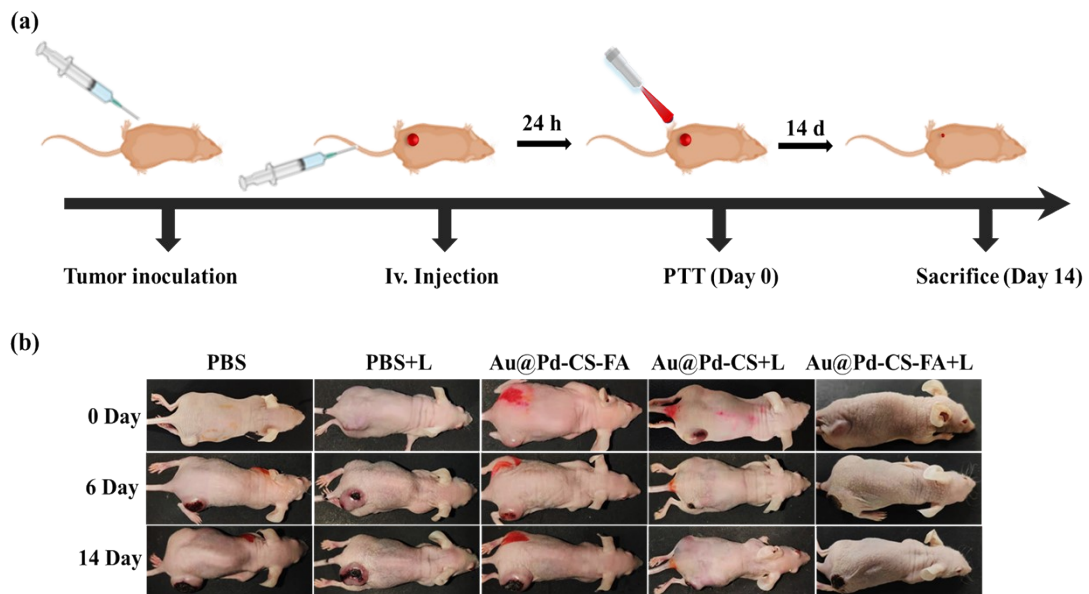 (a)
24 h
14 d
Tumor inoculation
Iv. Injection
PTT (Day 0)
Sacrifice (Day 14)
(b)
PBS
PBS+L
Au@Pd-CS-FA
Au@Pd-CS+L
Au@Pd-CS-FA+L
0 Day
6 Day
14 Day